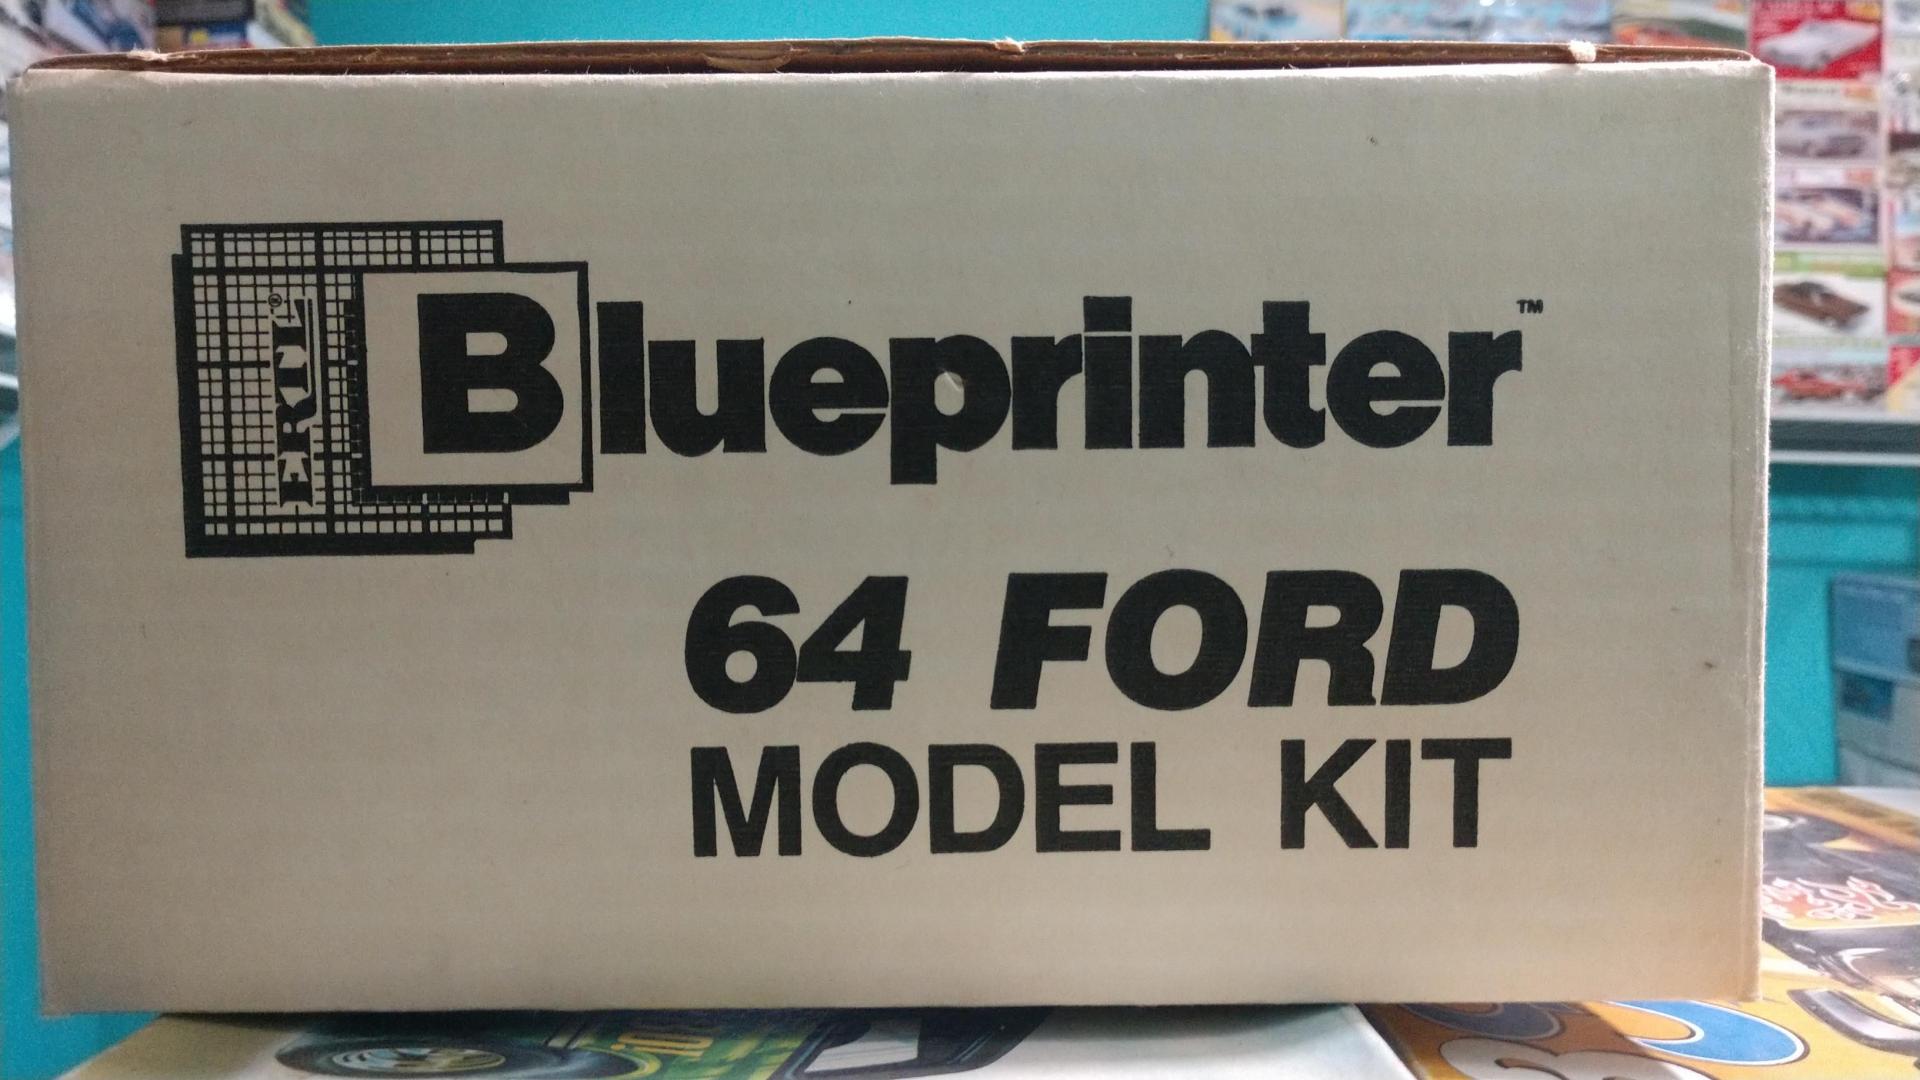 ERTL®
Blueprinter™
64 FORD
MODEL KIT